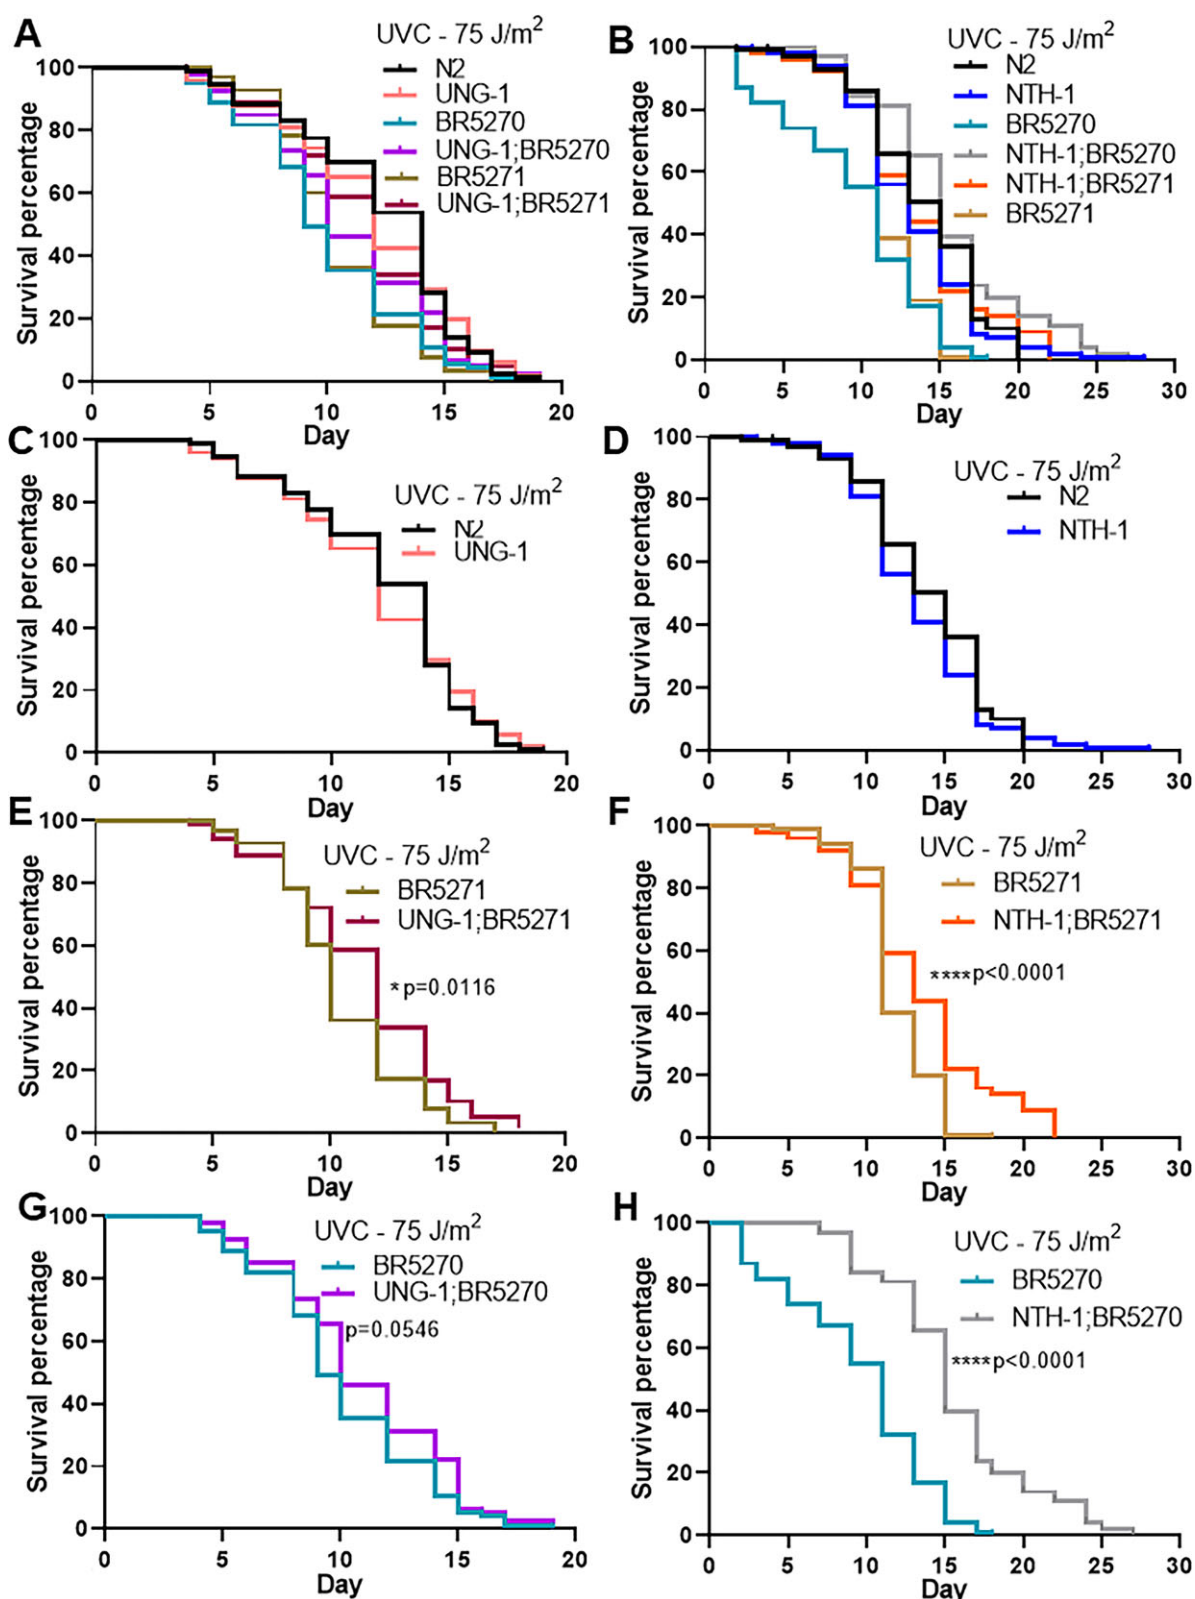 A
UVC - 75 J/m²
N2
UNG-1
BR5270
UNG-1;BR5270
BR5271
UNG-1;BR5271
Survival percentage
100
80
60
40
20
0
0 5 10 15 20
Day
B
UVC - 75 J/m²
N2
NTH-1
BR5270
NTH-1;BR5270
NTH-1;BR5271
BR5271
Survival percentage
100
80
60
40
20
0
0 5 10 15 20 25 30
Day
C
UVC - 75 J/m²
N2
UNG-1
Survival percentage
100
80
60
40
20
0
0 5 10 15 20
Day
D
UVC - 75 J/m²
N2
NTH-1
Survival percentage
100
80
60
40
20
0
0 5 10 15 20 25 30
Day
E
UVC - 75 J/m²
BR5271
UNG-1;BR5271
*p=0.0116
Survival percentage
100
80
60
40
20
0
0 5 10 15 20
Day
F
UVC - 75 J/m²
BR5271
NTH-1;BR5271
****p<0.0001
Survival percentage
100
80
60
40
20
0
0 5 10 15 20 25 30
Day
G
UVC - 75 J/m²
BR5270
UNG-1;BR5270
p=0.0546
Survival percentage
100
80
60
40
20
0
0 5 10 15 20
Day
H
UVC - 75 J/m²
BR5270
NTH-1;BR5270
****p<0.0001
Survival percentage
100
80
60
40
20
0
0 5 10 15 20 25 30
Day